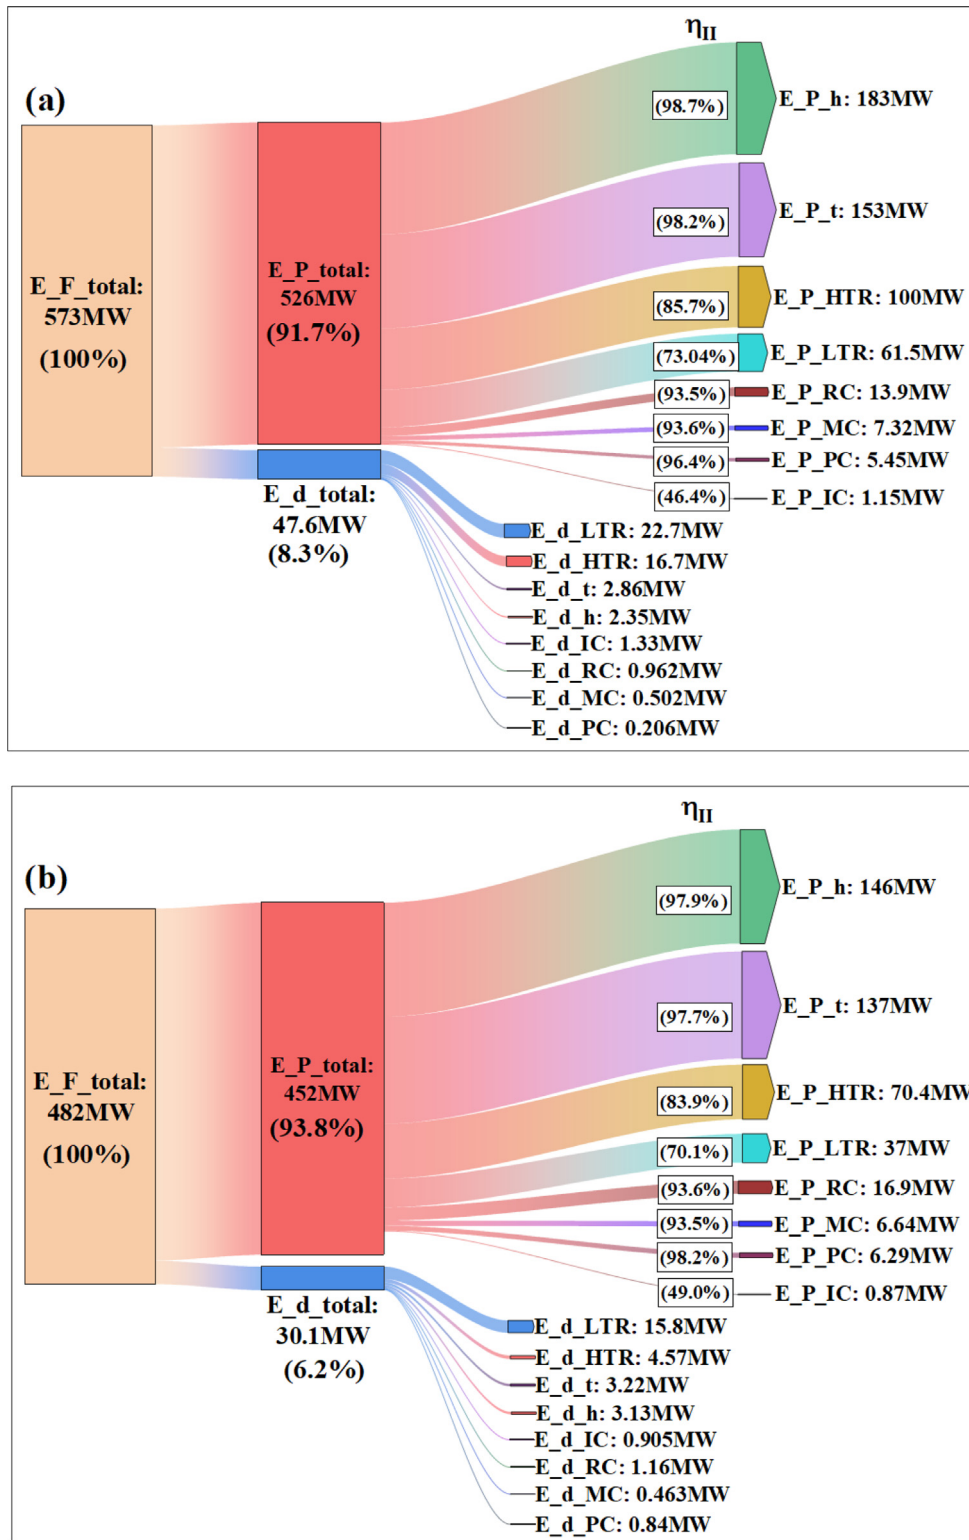 η_II
(a)
E_F_total:
573MW
(100%)
E_P_total:
526MW
(91.7%)
E_d_total:
47.6MW
(8.3%)
(98.7%) E_P_h: 183MW
(98.2%) E_P_t: 153MW
(85.7%) E_P_HTR: 100MW
(73.04%) E_P_LTR: 61.5MW
(93.5%) E_P_RC: 13.9MW
(93.6%) E_P_MC: 7.32MW
(96.4%) E_P_PC: 5.45MW
(46.4%) E_P_IC: 1.15MW
E_d_LTR: 22.7MW
E_d_HTR: 16.7MW
E_d_t: 2.86MW
E_d_h: 2.35MW
E_d_IC: 1.33MW
E_d_RC: 0.962MW
E_d_MC: 0.502MW
E_d_PC: 0.206MW
η_II
(b)
E_F_total:
482MW
(100%)
E_P_total:
452MW
(93.8%)
E_d_total:
30.1MW
(6.2%)
(97.9%) E_P_h: 146MW
(97.7%) E_P_t: 137MW
(83.9%) E_P_HTR: 70.4MW
(70.1%) E_P_LTR: 37MW
(93.6%) E_P_RC: 16.9MW
(93.5%) E_P_MC: 6.64MW
(98.2%) E_P_PC: 6.29MW
(49.0%) E_P_IC: 0.87MW
E_d_LTR: 15.8MW
E_d_HTR: 4.57MW
E_d_t: 3.22MW
E_d_h: 3.13MW
E_d_IC: 0.905MW
E_d_RC: 1.16MW
E_d_MC: 0.463MW
E_d_PC: 0.84MW